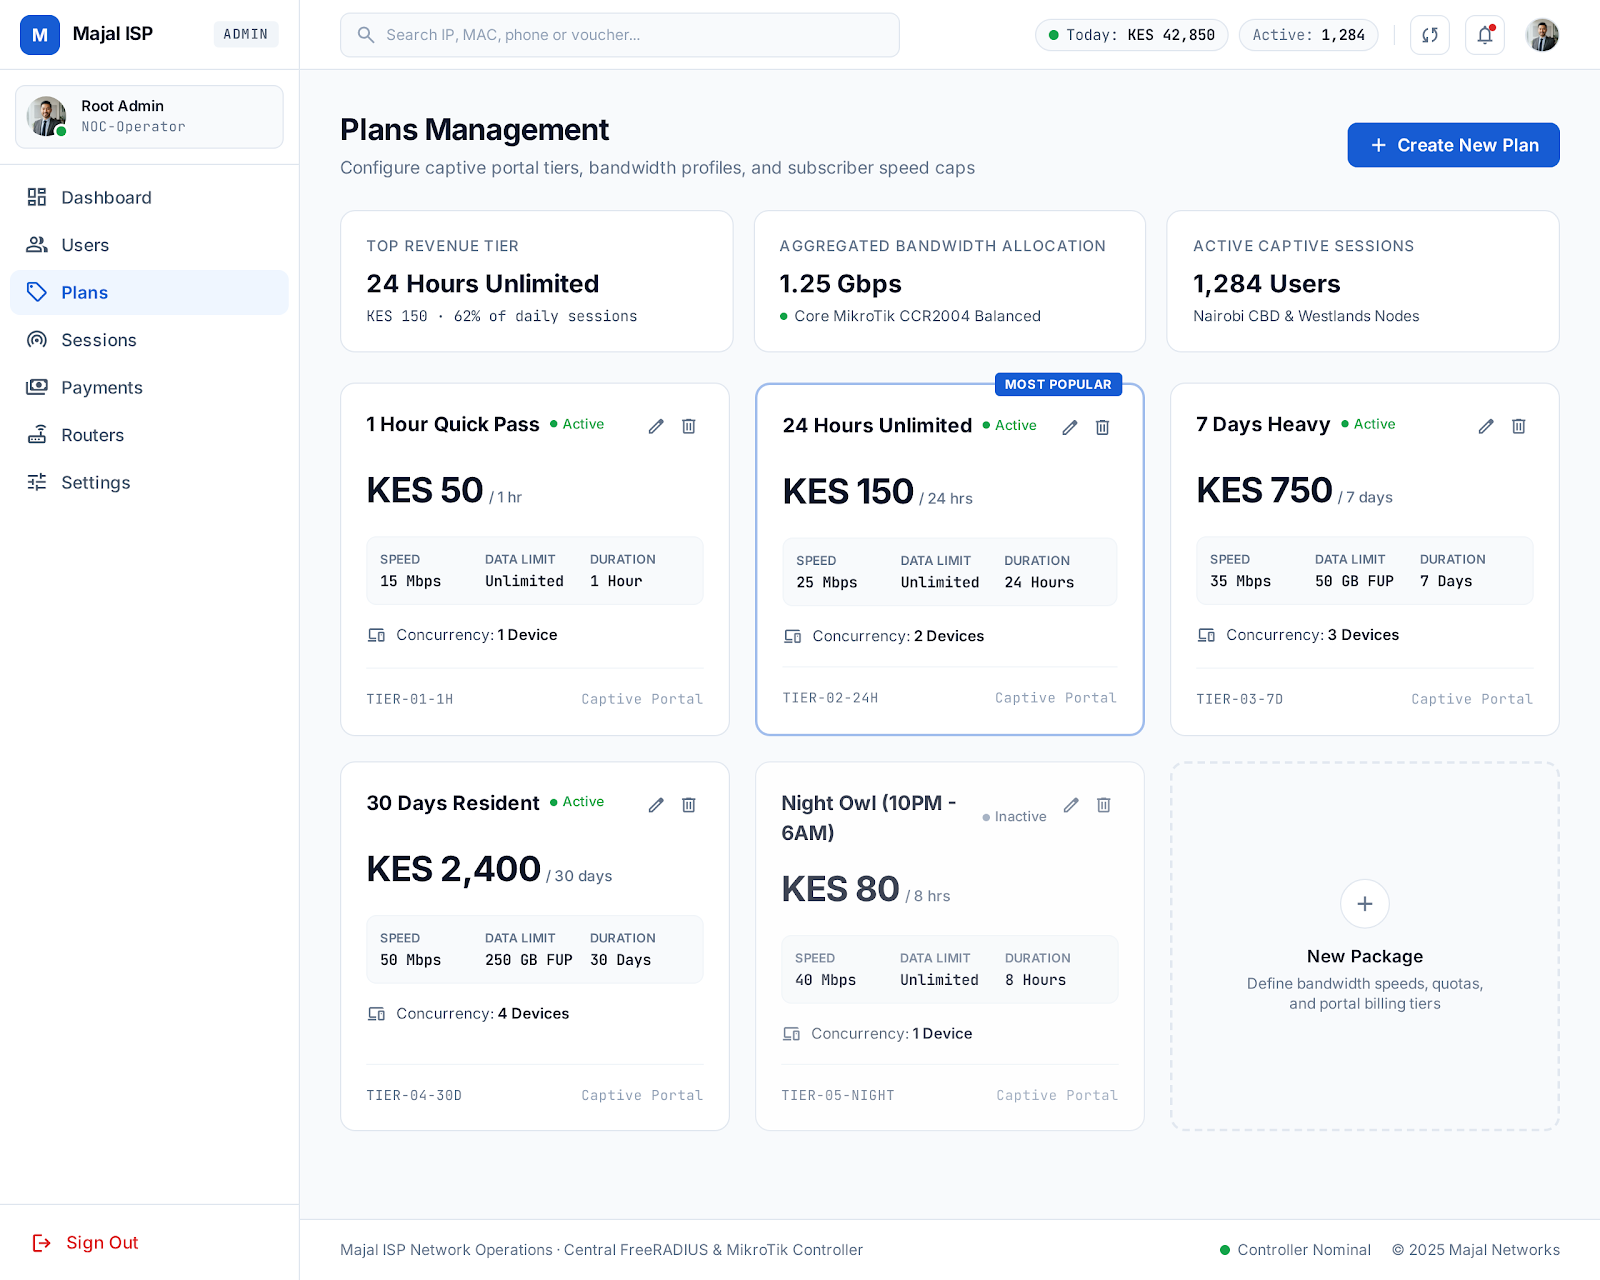 M
Majal ISP
ADMIN
Search IP, MAC, phone or voucher...
Today: KES 42,850
Active: 1,284
Root Admin
NOC-Operator
Dashboard
Users
Plans
Sessions
Payments
Routers
Settings
Sign Out
Plans Management
Configure captive portal tiers, bandwidth profiles, and subscriber speed caps
+ Create New Plan
TOP REVENUE TIER
24 Hours Unlimited
KES 150 · 62% of daily sessions
AGGREGATED BANDWIDTH ALLOCATION
1.25 Gbps
Core MikroTik CCR2004 Balanced
ACTIVE CAPTIVE SESSIONS
1,284 Users
Nairobi CBD & Westlands Nodes
1 Hour Quick Pass
Active
KES 50 / 1 hr
SPEED DATA LIMIT DURATION
15 Mbps Unlimited 1 Hour
Concurrency: 1 Device
TIER-01-1H Captive Portal
MOST POPULAR
24 Hours Unlimited
Active
KES 150 / 24 hrs
SPEED DATA LIMIT DURATION
25 Mbps Unlimited 24 Hours
Concurrency: 2 Devices
TIER-02-24H Captive Portal
7 Days Heavy
Active
KES 750 / 7 days
SPEED DATA LIMIT DURATION
35 Mbps 50 GB FUP 7 Days
Concurrency: 3 Devices
TIER-03-7D Captive Portal
30 Days Resident
Active
KES 2,400 / 30 days
SPEED DATA LIMIT DURATION
50 Mbps 250 GB FUP 30 Days
Concurrency: 4 Devices
TIER-04-30D Captive Portal
Night Owl (10PM -
6AM)
Inactive
KES 80 / 8 hrs
SPEED DATA LIMIT DURATION
40 Mbps Unlimited 8 Hours
Concurrency: 1 Device
TIER-05-NIGHT Captive Portal
New Package
Define bandwidth speeds, quotas,
and portal billing tiers
Majal ISP Network Operations · Central FreeRADIUS & MikroTik Controller
Controller Nominal
© 2025 Majal Networks